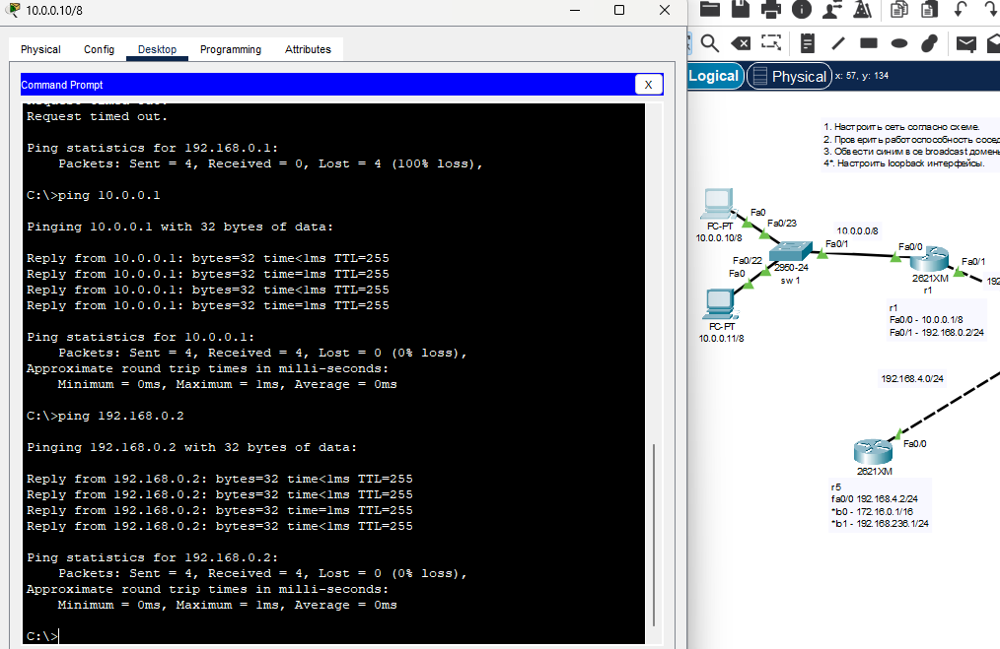 10.0.0.10/8
Physical
Config
Desktop
Programming
Attributes
Command Prompt
X
Request timed out.
Request timed out.
Ping statistics for 192.168.0.1:
Packets: Sent = 4, Received = 0, Lost = 4 (100% loss),
C:\>ping 10.0.0.1
Pinging 10.0.0.1 with 32 bytes of data:
Reply from 10.0.0.1: bytes=32 time<1ms TTL=255
Reply from 10.0.0.1: bytes=32 time=1ms TTL=255
Reply from 10.0.0.1: bytes=32 time<1ms TTL=255
Reply from 10.0.0.1: bytes=32 time=1ms TTL=255
Ping statistics for 10.0.0.1:
Packets: Sent = 4, Received = 4, Lost = 0 (0% loss),
Approximate round trip times in milli-seconds:
Minimum = 0ms, Maximum = 1ms, Average = 0ms
C:\>ping 192.168.0.2
Pinging 192.168.0.2 with 32 bytes of data:
Reply from 192.168.0.2: bytes=32 time<1ms TTL=255
Reply from 192.168.0.2: bytes=32 time<1ms TTL=255
Reply from 192.168.0.2: bytes=32 time=1ms TTL=255
Reply from 192.168.0.2: bytes=32 time<1ms TTL=255
Ping statistics for 192.168.0.2:
Packets: Sent = 4, Received = 4, Lost = 0 (0% loss),
Approximate round trip times in milli-seconds:
Minimum = 0ms, Maximum = 1ms, Average = 0ms
C:\>
Logical
Physical
x: 57, y: 134
1. Настроить сеть согласно схеме.
2. Проверить работоспособность
3. Обвести синим все broadcast
4*. Настроить loopback интерфейсы.
Fa0
Fa0/23
PC-PT
10.0.0.10/8
10.0.0.0/8
Fa0/1
Fa0/0
Fa0/22
Fa0
2950-24
sw1
2621XM
r1
Fa0/1
192
PC-PT
10.0.0.11/8
r1
Fa0/0 - 10.0.0.1/8
Fa0/1 - 192.168.0.2/24
192.168.4.0/24
Fa0/0
2621XM
r5
fa0/0 192.168.4.2/24
*lb0 - 172.16.0.1/16
*lb1 - 192.168.236.1/24